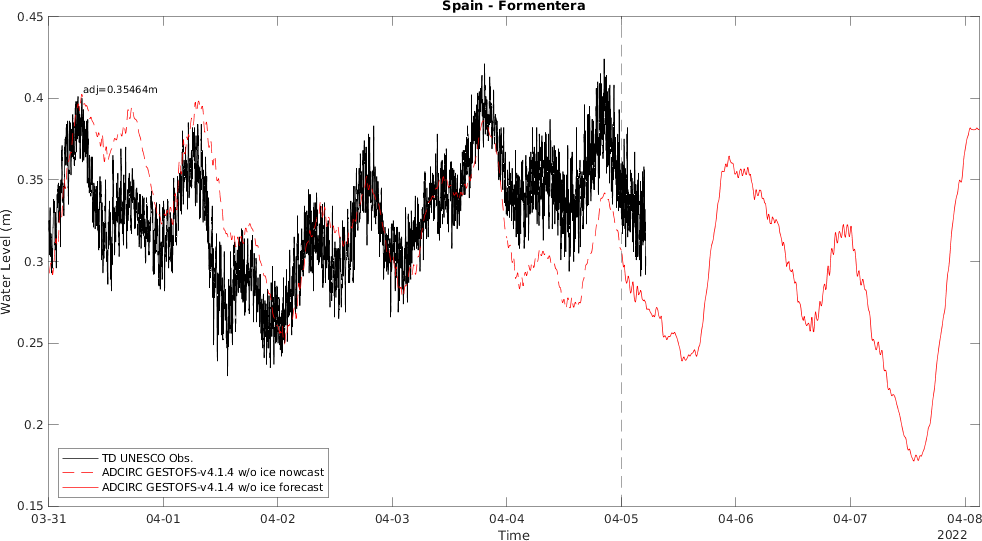 Spain - Formentera
0.45
0.4
0.35
0.3
0.25
0.2
0.15
Water Level (m)
adj=0.35464m
TD UNESCO Obs.
ADCIRC GESTOFS-v4.1.4 w/o ice nowcast
ADCIRC GESTOFS-v4.1.4 w/o ice forecast
03-31 04-01 04-02 04-03 04-04 04-05 04-06 04-07 04-08
Time
2022